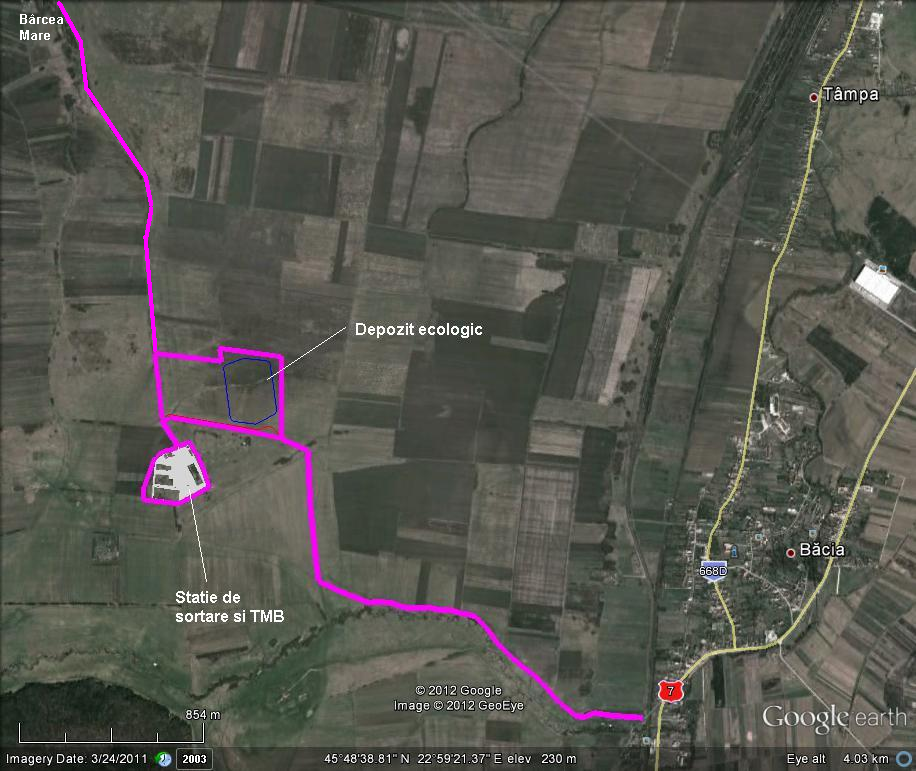 Bârcea
Mare
Tâmpa
Depozit ecologic
Băcia
668D
Statie de
sortare si TMB
7
© 2012 Google
Image © 2012 GeoEye
854 m
Google earth
Imagery Date: 3/24/2011
2003
45°48'38.81" N 22°59'21.37" E elev 230 m
Eye alt 4.03 km